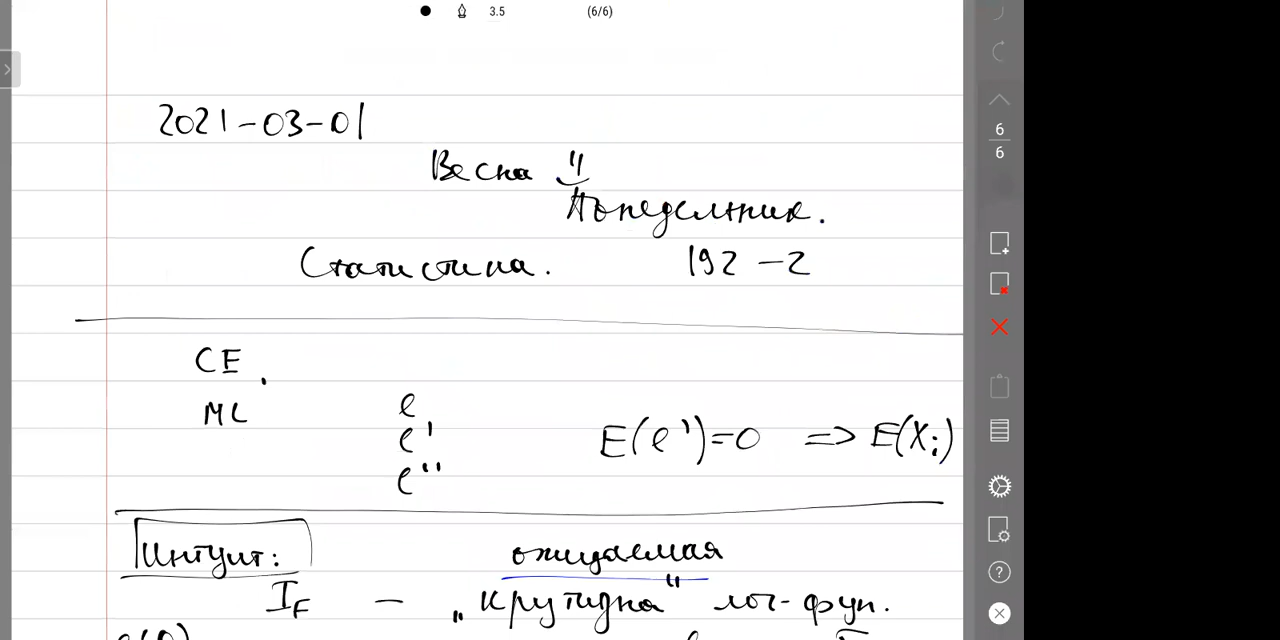 3.5 (6/6)
2021-03-01
Весна "
Понедельник.
Статистика. 192-2
6
6
CE.
ML
ℓ
ℓ'
ℓ''
E(ℓ')=0 => E(Xi)
Интуит: ожидаемая
I_F — „крутизна" лог-фун.